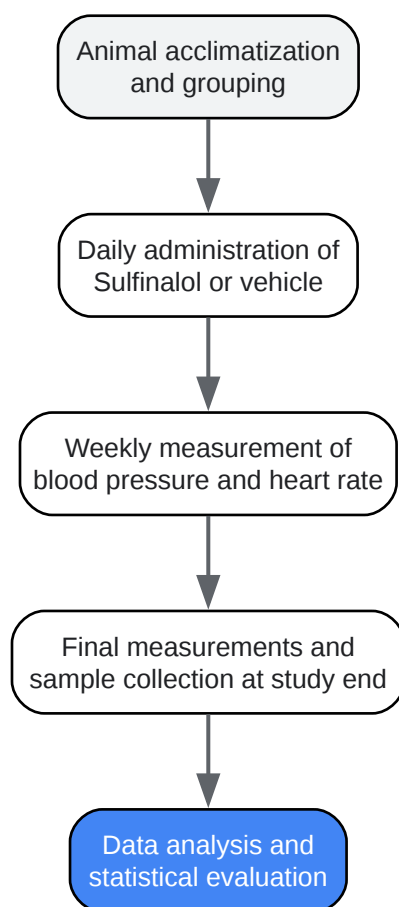 Animal acclimatization
and grouping
Daily administration of
Sulfinalol or vehicle
Weekly measurement of
blood pressure and heart rate
Final measurements and
sample collection at study end
Data analysis and
statistical evaluation